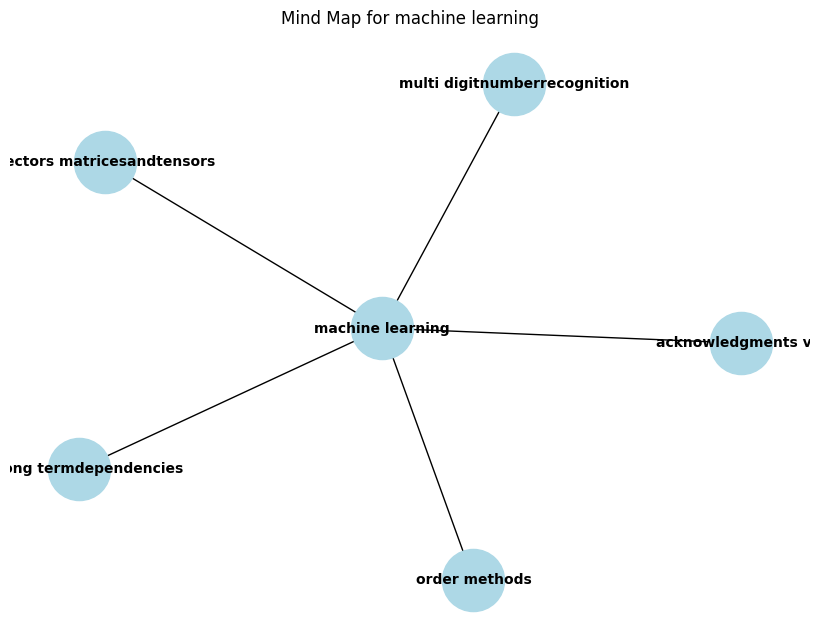 Mind Map for machine learning
multi digitnumberrecognition
ectors matricesandtensors
machine learning
acknowledgments v
ong termdependencies
order methods